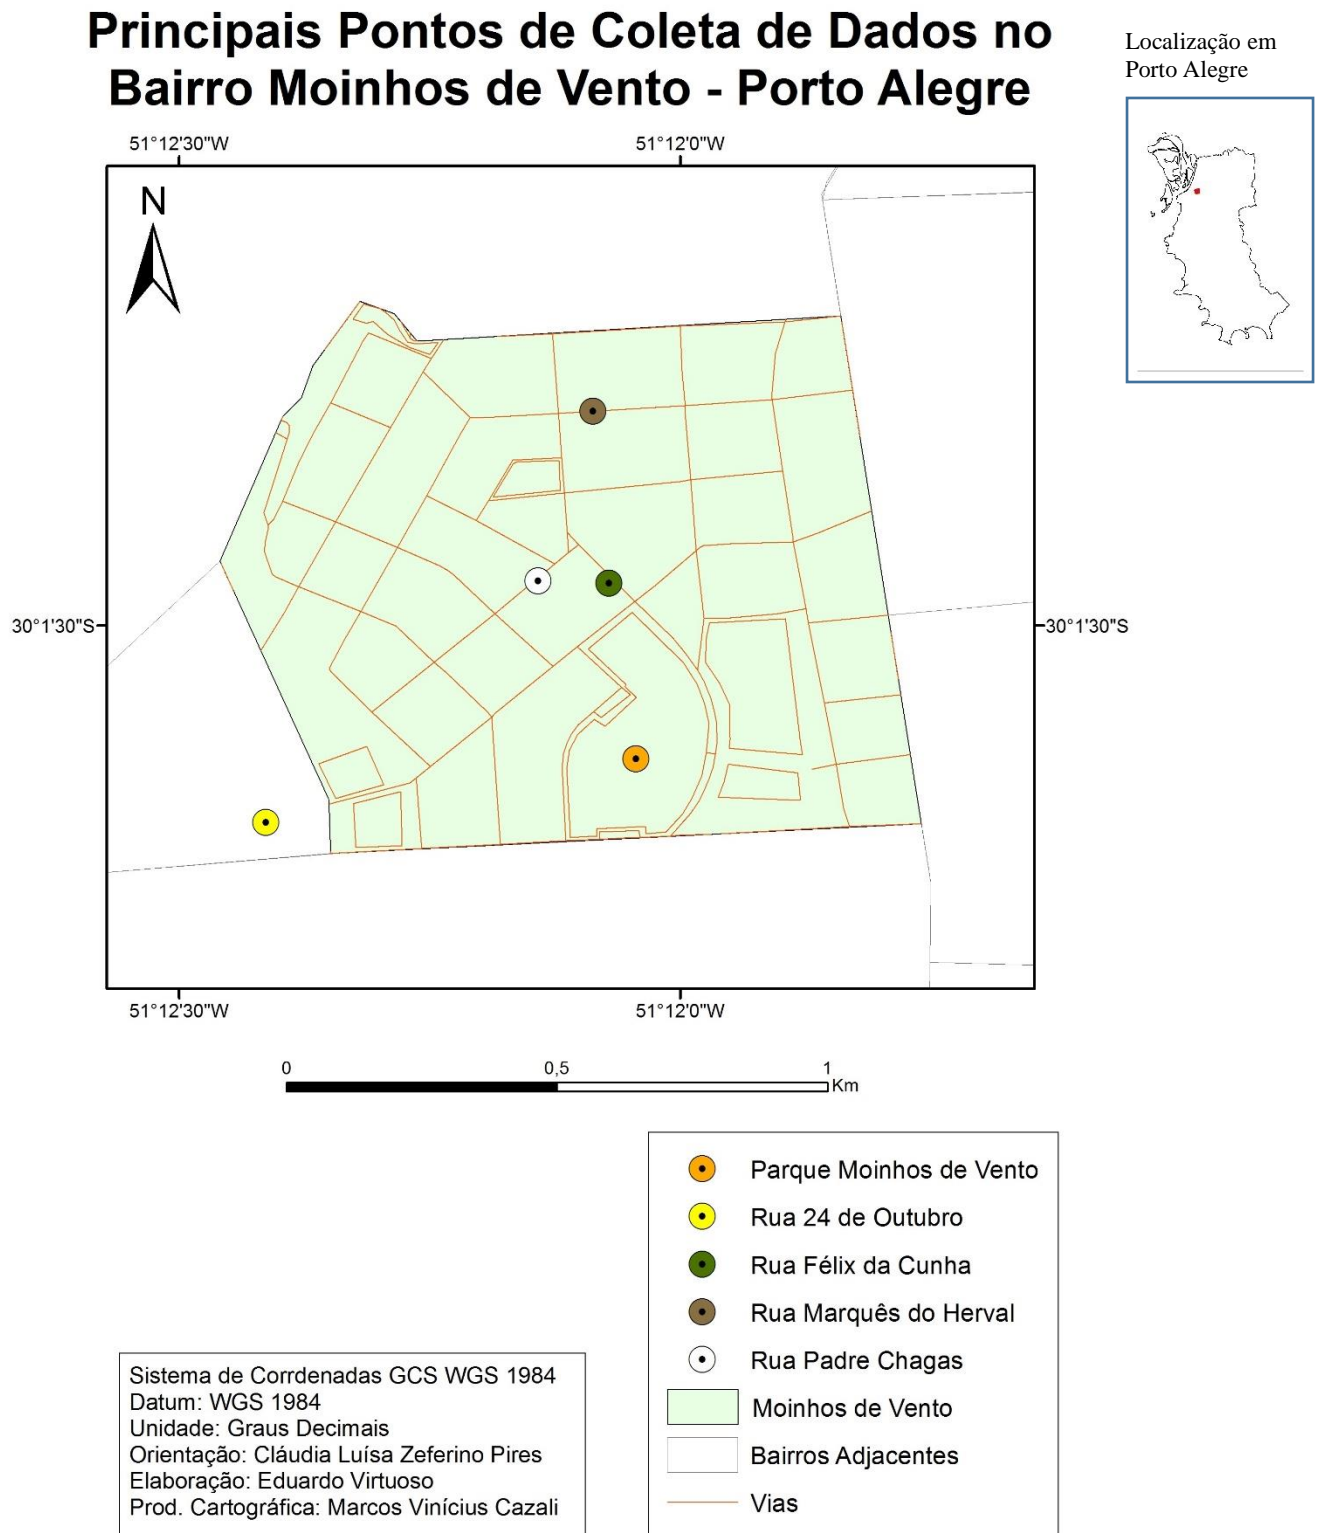 Principais Pontos de Coleta de Dados no
Bairro Moinhos de Vento - Porto Alegre
Localização em
Porto Alegre
51°12'30"W
51°12'0"W
N
30°1'30"S
30°1'30"S
51°12'30"W
51°12'0"W
0
0,5
1
Km
Parque Moinhos de Vento
Rua 24 de Outubro
Rua Félix da Cunha
Rua Marquês do Herval
Rua Padre Chagas
Moinhos de Vento
Bairros Adjacentes
Vias
Sistema de Corrdenadas GCS WGS 1984
Datum: WGS 1984
Unidade: Graus Decimais
Orientação: Cláudia Luísa Zeferino Pires
Elaboração: Eduardo Virtuoso
Prod. Cartográfica: Marcos Vinícius Cazali